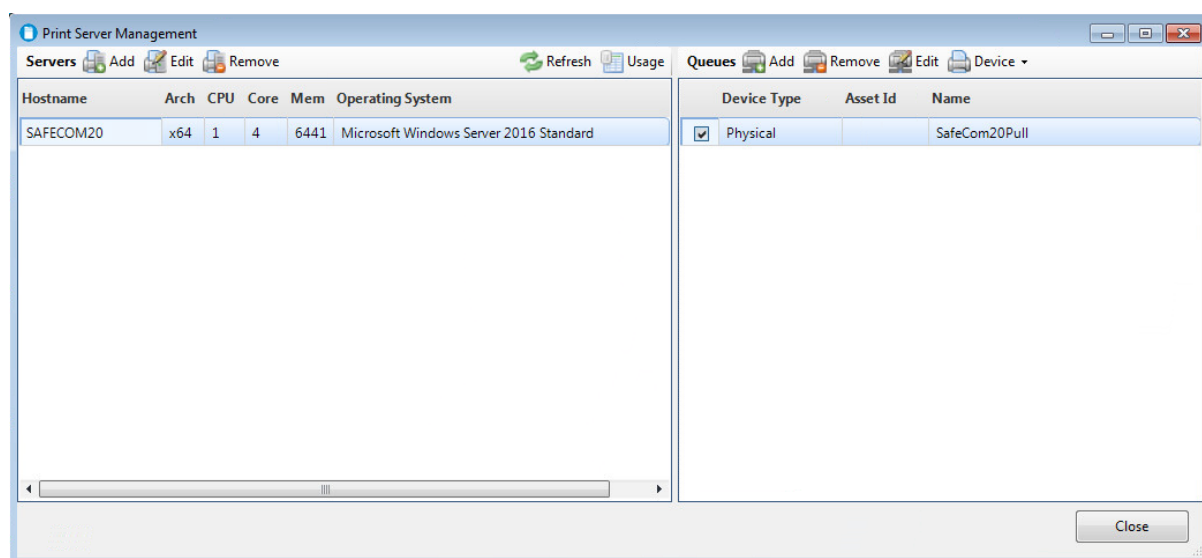 Print Server Management
Servers Add Edit Remove Refresh Usage Queues Add Remove Edit Device
Hostname Arch CPU Core Mem Operating System Device Type Asset Id Name
SAFECOM20 x64 1 4 6441 Microsoft Windows Server 2016 Standard Physical SafeCom20Pull
Close